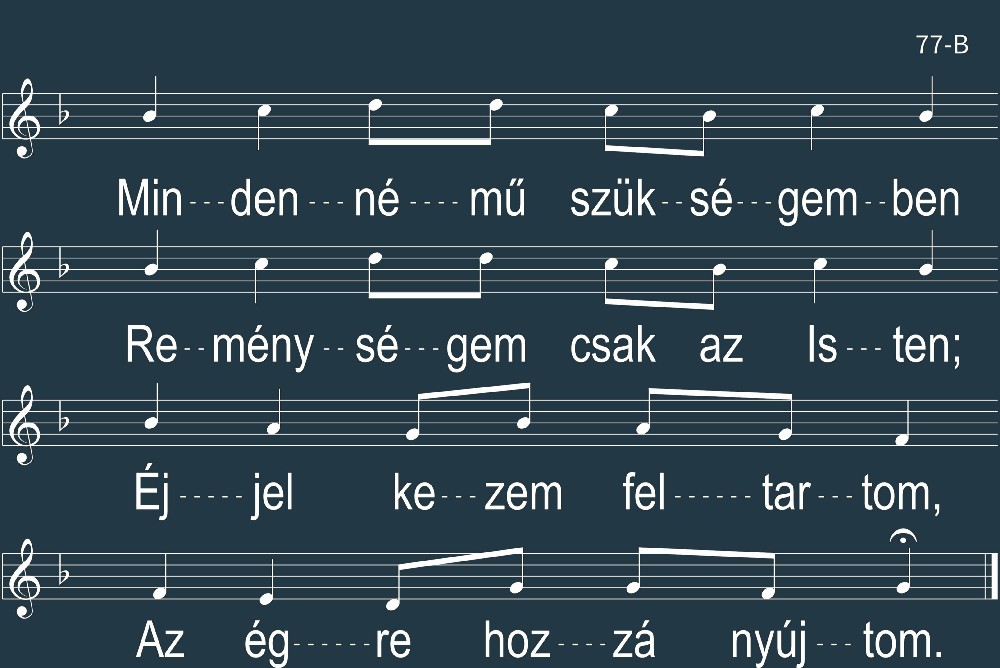 77-B
Min---den---né----mű szük--sé---gem--ben
Re--mény--sé---gem csak az Is---ten;
Éj-----jel ke---zem fel------tar---tom,
Az ég------re hoz----zá nyúj---tom.